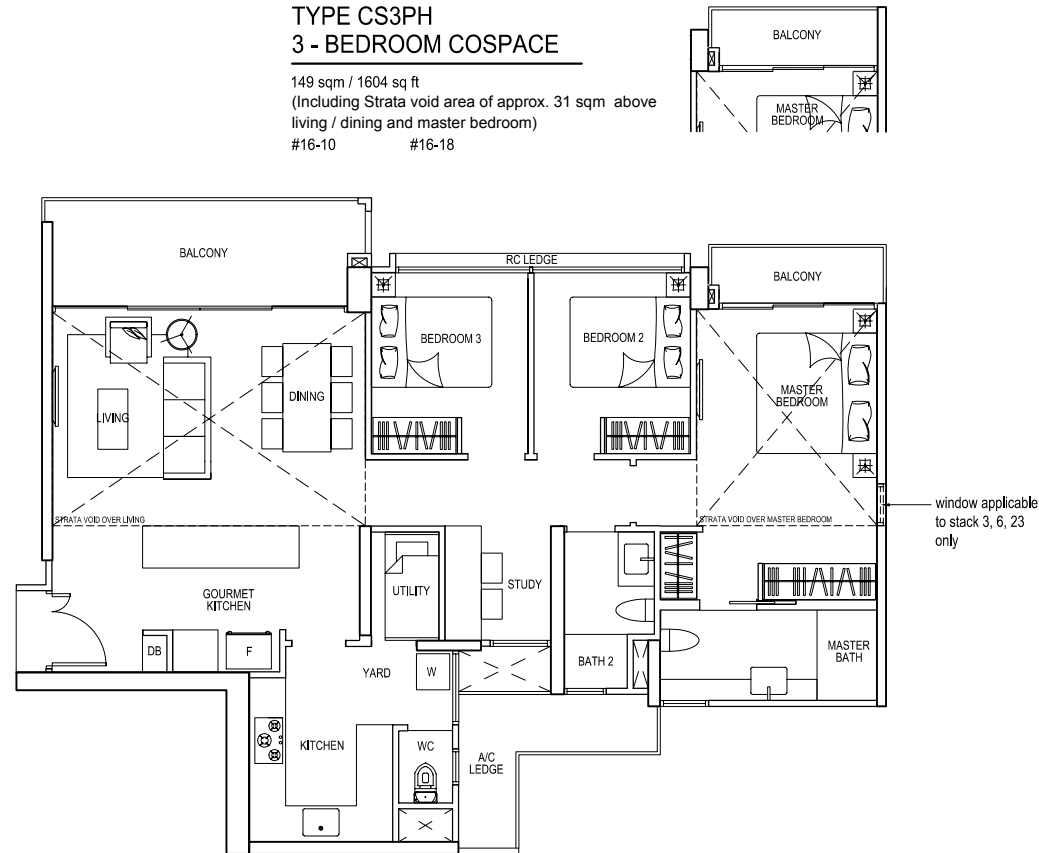 TYPE CS3PH
3 - BEDROOM COSPACE
149 sqm / 1604 sq ft
(Including Strata void area of approx. 31 sqm above
living / dining and master bedroom)
#16-10 #16-18
BALCONY
MASTER
BEDROOM
BALCONY
RC LEDGE
BALCONY
BEDROOM 3
BEDROOM 2
LIVING
DINING
MASTER
BEDROOM
STRATA VOID OVER LIVING
STRATA VOID OVER MASTER BEDROOM
window applicable
to stack 3, 6, 23
only
GOURMET
KITCHEN
UTILITY
STUDY
DB
F
YARD
W
BATH 2
MASTER
BATH
KITCHEN
WC
A/C
LEDGE